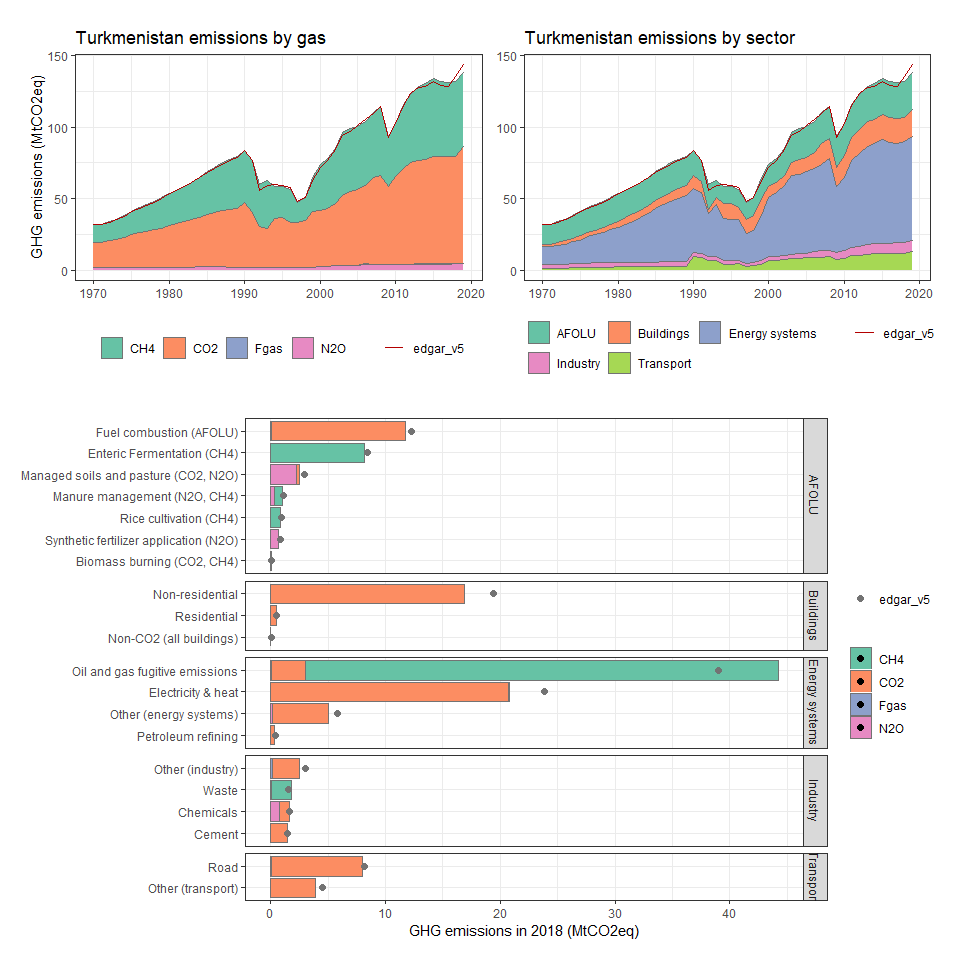 Turkmenistan emissions by gas
GHG emissions (MtCO2eq)
150
100
50
0
1970
1980
1990
2000
2010
2020
CH4
CO2
Fgas
N2O
edgar_v5
Turkmenistan emissions by sector
150
100
50
0
1970
1980
1990
2000
2010
2020
AFOLU
Buildings
Energy systems
edgar_v5
Industry
Transport
Fuel combustion (AFOLU)
Enteric Fermentation (CH4)
Managed soils and pasture (CO2, N2O)
Manure management (N2O, CH4)
Rice cultivation (CH4)
Synthetic fertilizer application (N2O)
Biomass burning (CO2, CH4)
AFOLU
Non-residential
Residential
Non-CO2 (all buildings)
Buildings
Oil and gas fugitive emissions
Electricity & heat
Other (energy systems)
Petroleum refining
Energy systems
Other (industry)
Waste
Chemicals
Cement
Industry
Road
Other (transport)
Transport
0
10
20
30
40
GHG emissions in 2018 (MtCO2eq)
edgar_v5
CH4
CO2
Fgas
N2O